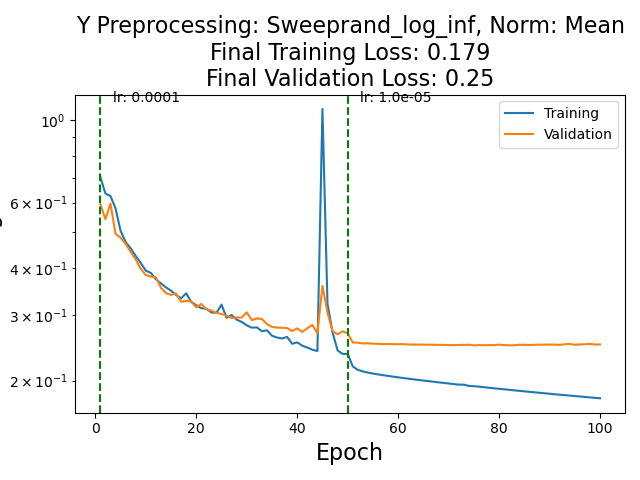 Y Preprocessing: Sweeprand_log_inf, Norm: Mean
Final Training Loss: 0.179
Final Validation Loss: 0.25
lr: 0.0001
lr: 1.0e-05
Training
Validation
10⁰
6 × 10⁻¹
4 × 10⁻¹
3 × 10⁻¹
2 × 10⁻¹
0 20 40 60 80 100
Epoch